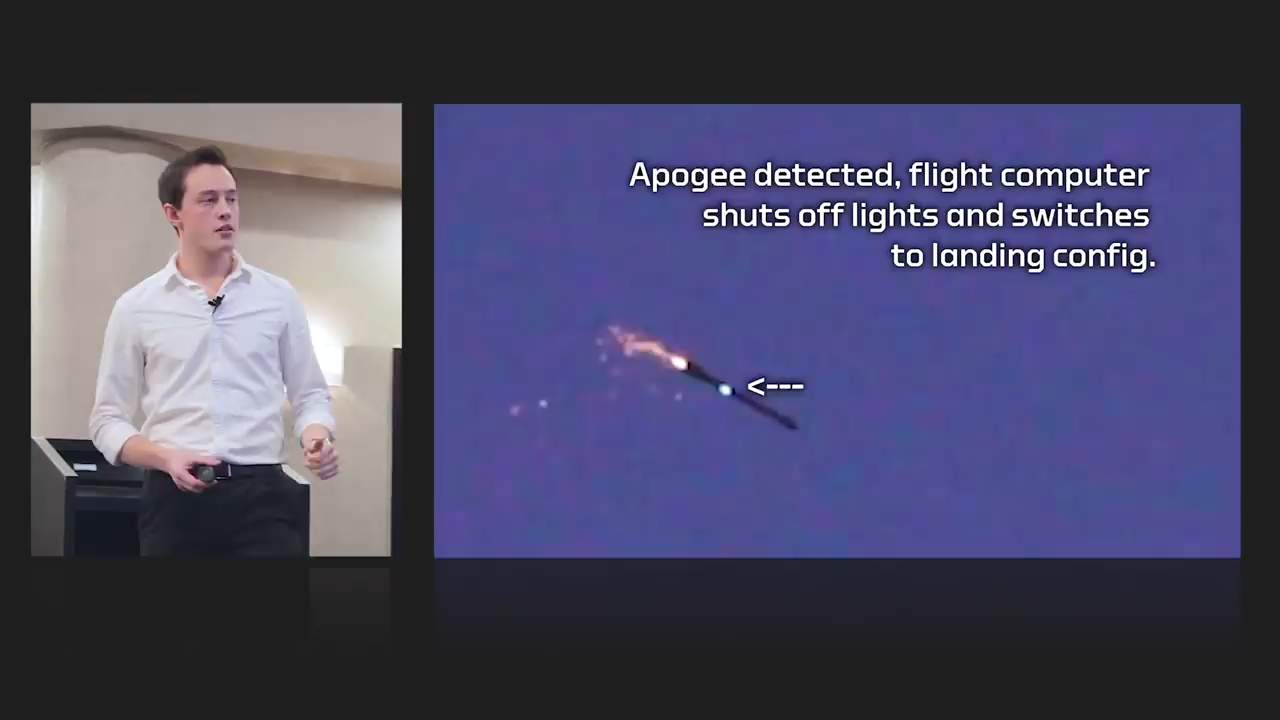 Apogee detected, flight computer
shuts off lights and switches
to landing config.
<---